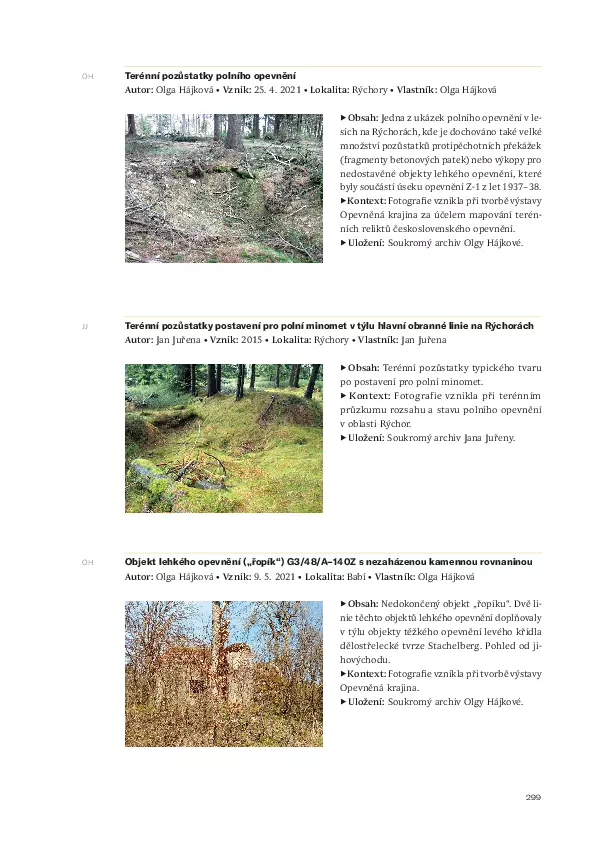 OH
Terénní pozůstatky polního opevnění
Autor: Olga Hájková • Vznik: 25. 4. 2021 • Lokalita: Rýchory • Vlastník: Olga Hájková
▶Obsah: Jedna z ukázek polního opevnění v le-
sích na Rýchorách, kde je dochováno také velké
množství pozůstatků protipěchotních překážek
(fragmenty betonových patek) nebo výkopy pro
nedostavěné objekty lehkého opevnění, které
byly součástí úseku opevnění Z-1 z let 1937–38.
▶Kontext: Fotografie vznikla při tvorbě výstavy
Opevněná krajina za účelem mapování terén-
ních reliktů československého opevnění.
▶Uložení: Soukromý archiv Olgy Hájkové.
JJ
Terénní pozůstatky postavení pro polní minomet v týlu hlavní obranné linie na Rýchorách
Autor: Jan Juřena • Vznik: 2015 • Lokalita: Rýchory • Vlastník: Jan Juřena
▶Obsah: Terénní pozůstatky typického tvaru
po postavení pro polní minomet.
▶Kontext: Fotografie vznikla při terénním
průzkumu rozsahu a stavu polního opevnění
v oblasti Rýchor.
▶Uložení: Soukromý archiv Jana Juřeny.
OH
Objekt lehkého opevnění („řopík“) G3/48/A–140Z s nezaházenou kamennou rovnaninou
Autor: Olga Hájková • Vznik: 9. 5. 2021 • Lokalita: Babí • Vlastník: Olga Hájková
▶Obsah: Nedokončený objekt „řopíku“. Dvě li-
nie těchto objektů lehkého opevnění doplňovaly
v týlu objekty těžkého opevnění levého křídla
dělostřelecké tvrze Stachelberg. Pohled od ji-
hovýchodu.
▶Kontext: Fotografie vznikla při tvorbě výstavy
Opevněná krajina.
▶Uložení: Soukromý archiv Olgy Hájkové.
299